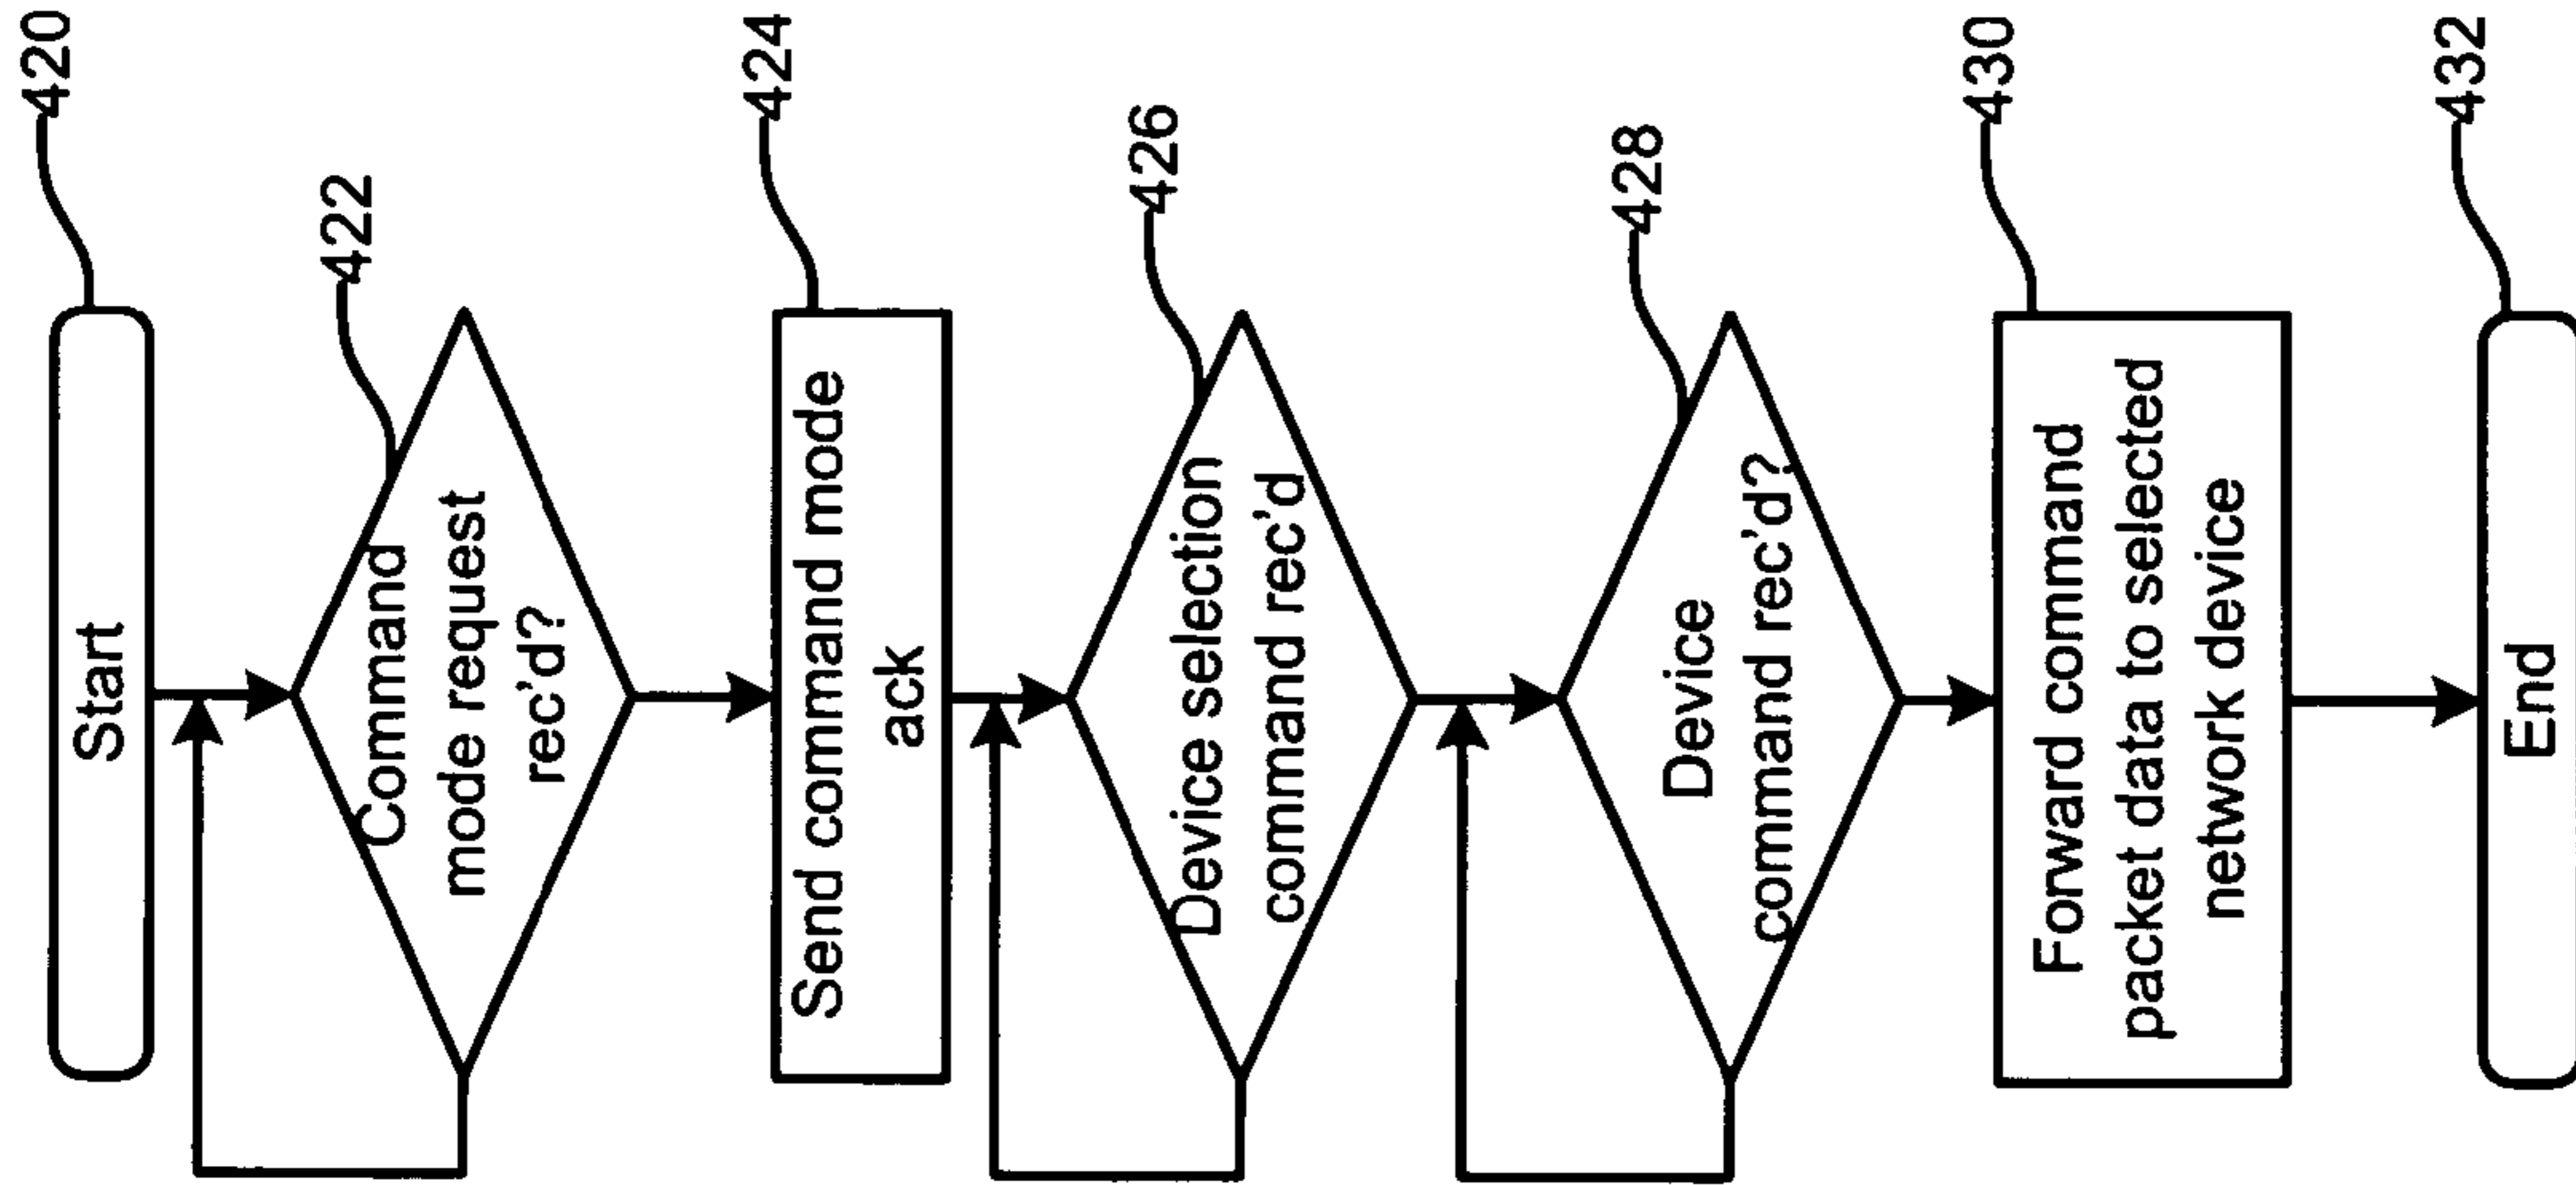 Start
420
Command
mode request
rec'd?
422
Send command mode
ack
424
Device selection
command rec'd
426
Device
command rec'd?
428
Forward command
packet data to selected
network device
430
End
432